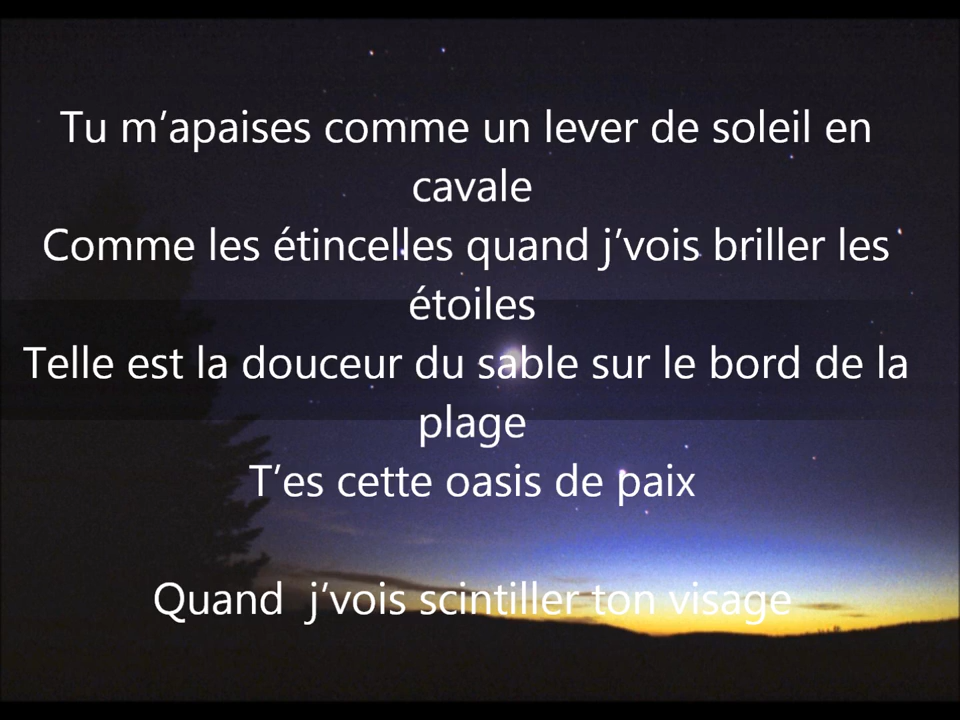 Tu m’apaises comme un lever de soleil en
cavale
Comme les étincelles quand j’vois briller les
étoiles
Telle est la douceur du sable sur le bord de la
plage
T’es cette oasis de paix
Quand  j’vois scintiller ton visage